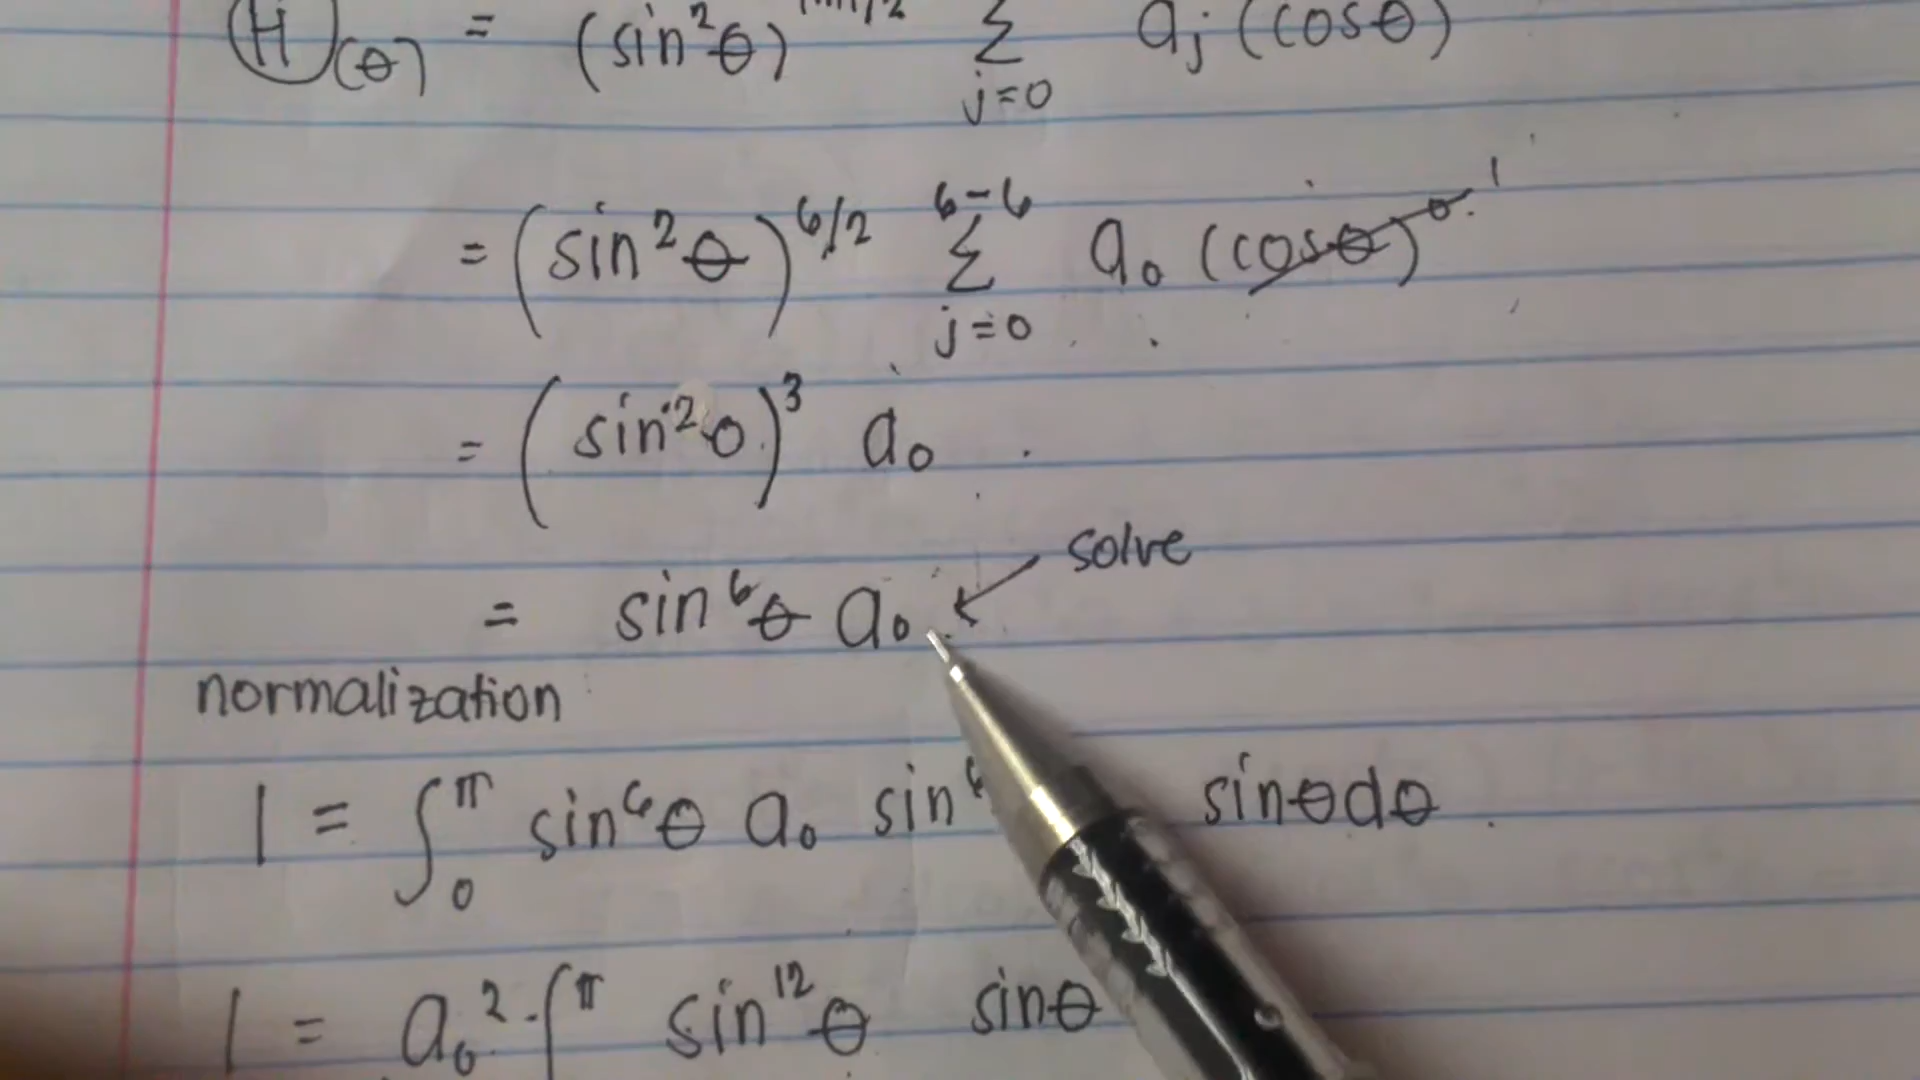 Ⓗ(θ) = (sin²θ)^|m|/2 Σ j=0 aⱼ (cosθ)
= (sin²θ)^6/2 Σ 6-6 j=0 a₀ (cosθ)⁰ 1
= (sin²θ)³ a₀
solve
= sin⁶θ a₀
normalization
1 = ∫₀^π sin⁶θ a₀ sin sinθdθ
1 = a₀² ∫^π sin¹²θ sinθ